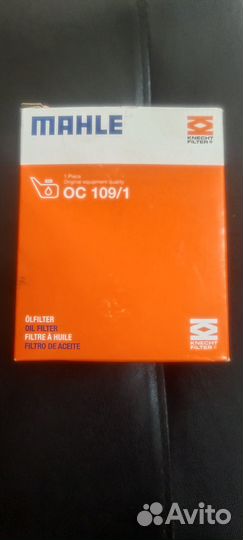 MAHLE
KNECHT
FILTER
1 Piece
Original equipment quality
OC 109/1
ÖLFILTER
OIL FILTER
FILTRE À HUILE
FILTRO DE ACEITE
KNECHT
FILTER
Avito